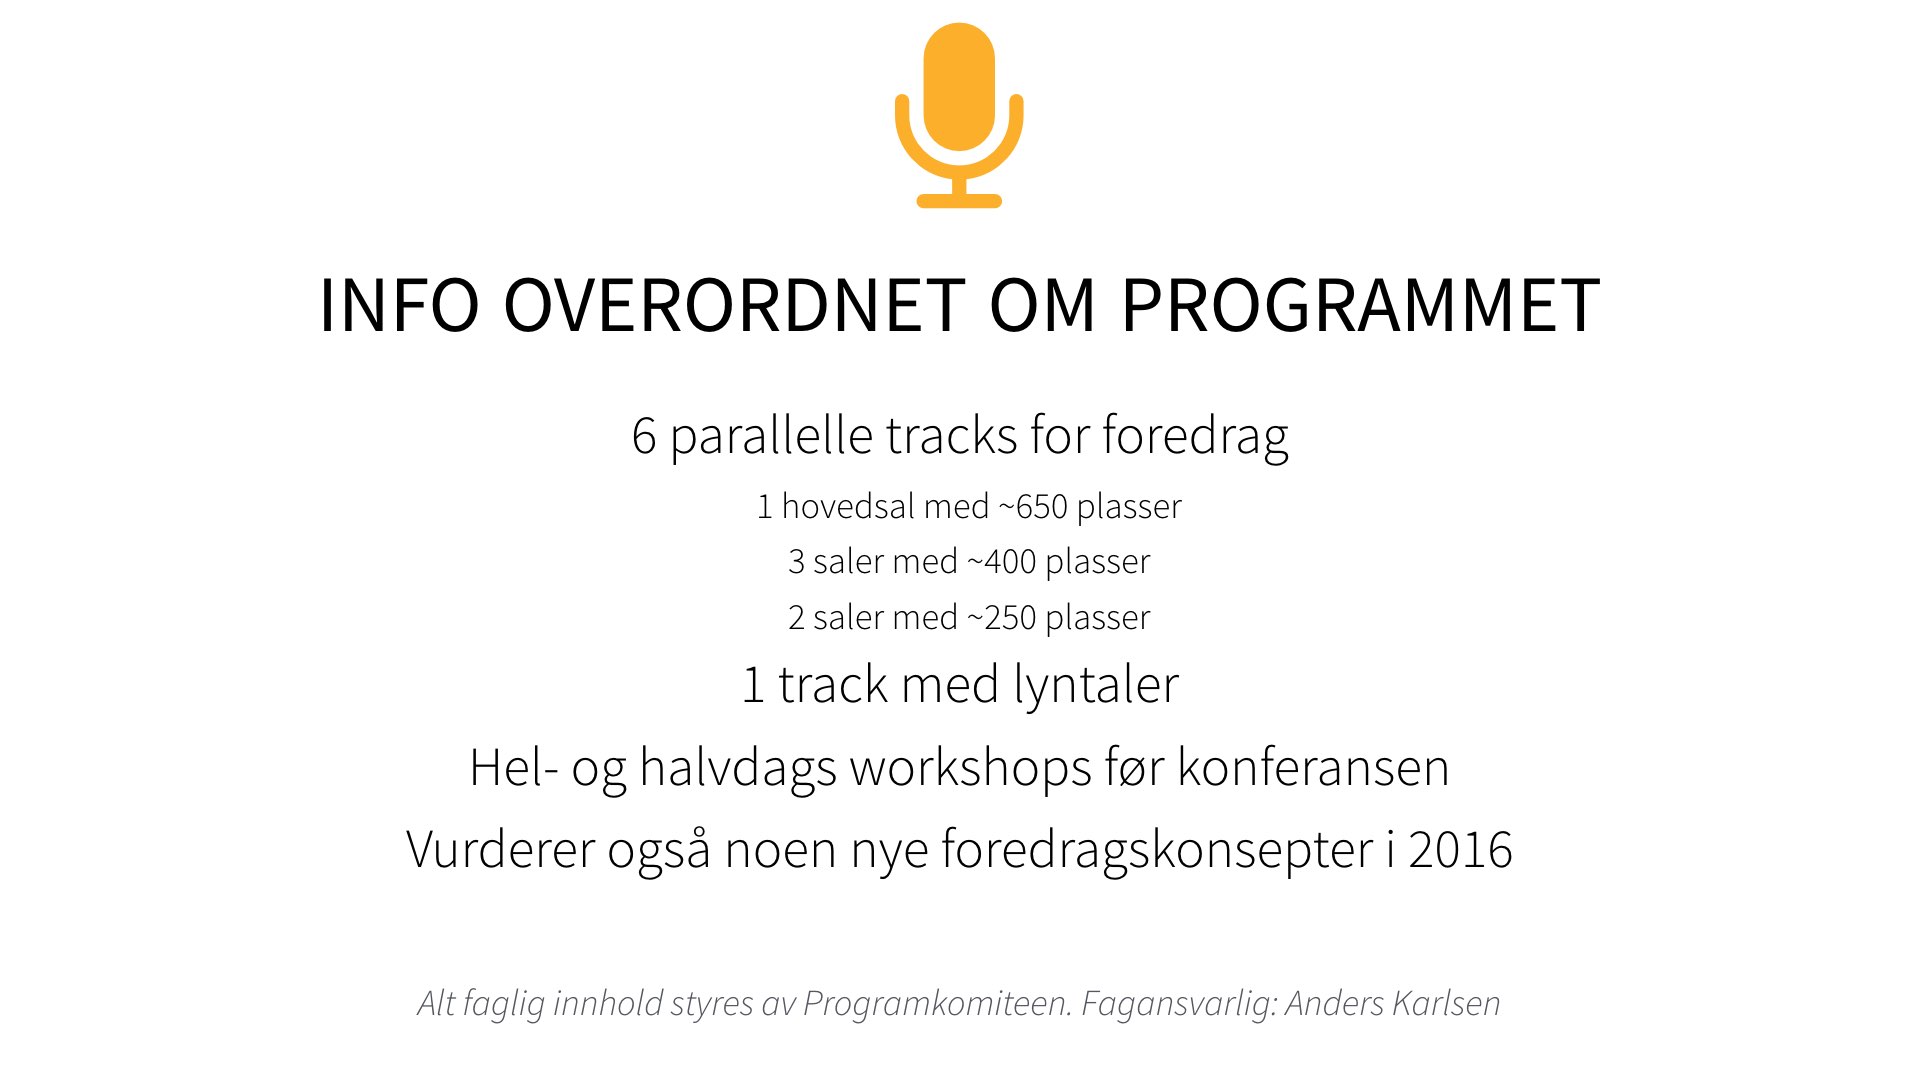 INFO OVERORDNET OM PROGRAMMET
6 parallelle tracks for foredrag
1 hovedsal med ~650 plasser
3 saler med ~400 plasser
2 saler med ~250 plasser
1 track med lyntaler
Hel- og halvdags workshops før konferansen
Vurderer også noen nye foredragskonsepter i 2016
Alt faglig innhold styres av Programkomiteen. Fagansvarlig: Anders Karlsen